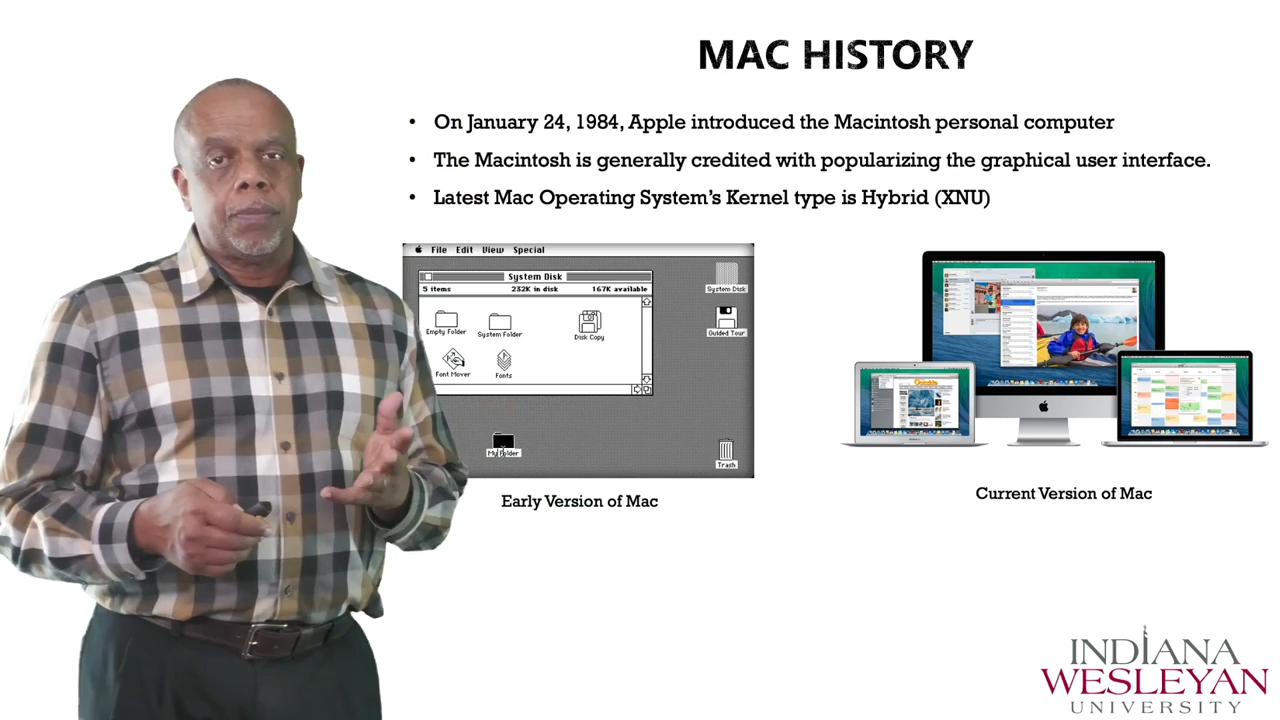 MAC HISTORY
• On January 24, 1984, Apple introduced the Macintosh personal computer
• The Macintosh is generally credited with popularizing the graphical user interface.
• Latest Mac Operating System's Kernel type is Hybrid (XNU)
File Edit View Special
System Disk
5 items 232K in disk 167K available
Empty Folder System Folder Disk Copy
Font Mover Fonts
System Disk
Guided Tour
My Folder
Trash
Early Version of Mac
Current Version of Mac
INDIANA
WESLEYAN
UNIVERSITY